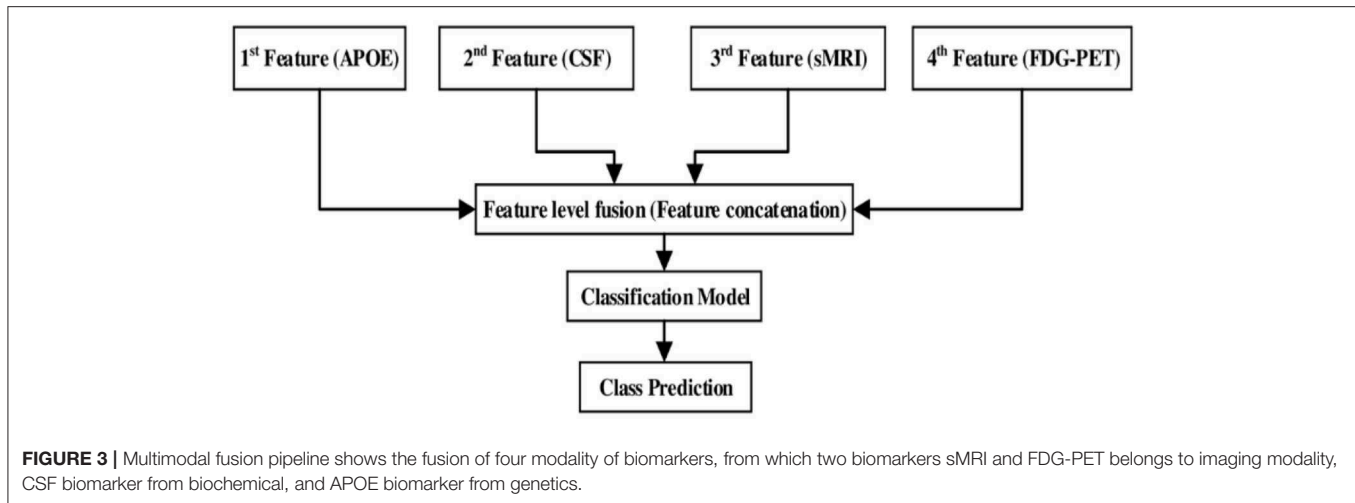 1st Feature (APOE)
2nd Feature (CSF)
3rd Feature (sMRI)
4th Feature (FDG-PET)
Feature level fusion (Feature concatenation)
Classification Model
Class Prediction
FIGURE 3 | Multimodal fusion pipeline shows the fusion of four modality of biomarkers, from which two biomarkers sMRI and FDG-PET belongs to imaging modality,
CSF biomarker from biochemical, and APOE biomarker from genetics.